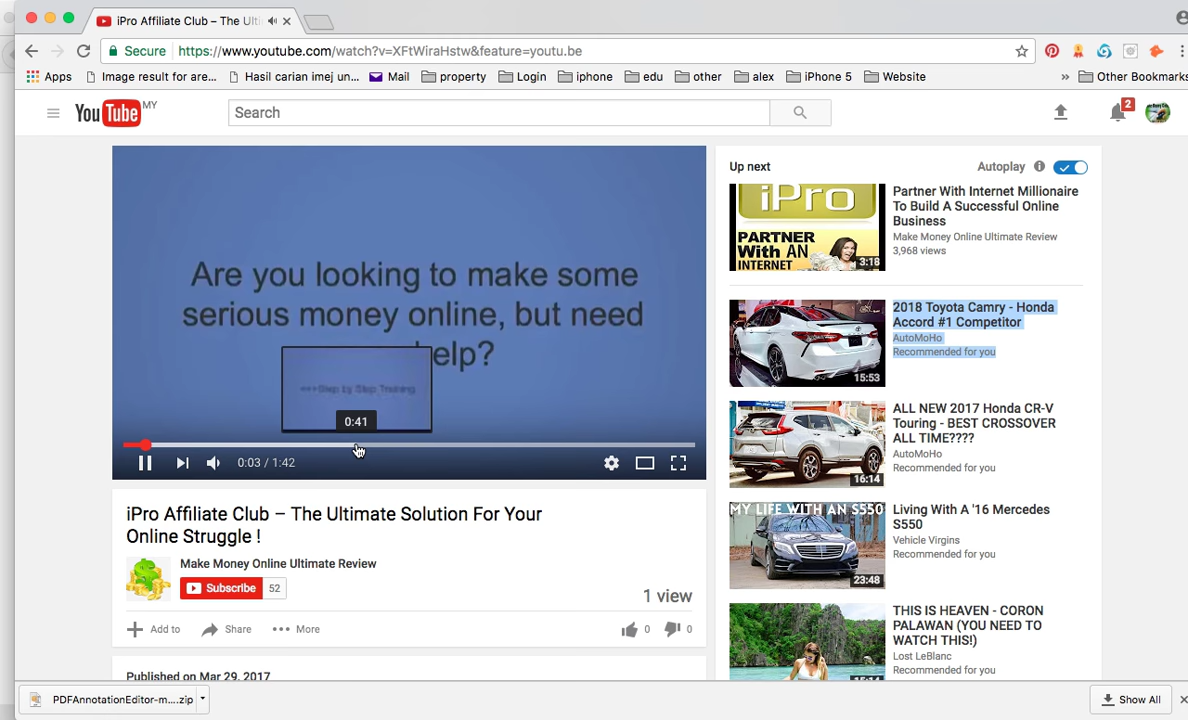 iPro Affiliate Club – The Ulti
Secure
https://www.youtube.com/watch?v=XFtWiraHstw&feature=youtu.be
Apps
Image result for are...
Hasil carian imej un...
Mail
property
Login
iphone
edu
other
alex
iPhone 5
Website
»
Other Bookmarks
YouTube MY
Search
2
Are you looking to make some
serious money online, but need
elp?
>>>Step by Step Training
0:41
0:03 / 1:42
iPro Affiliate Club – The Ultimate Solution For Your
Online Struggle !
Make Money Online Ultimate Review
Subscribe 52
1 view
Add to
Share
More
0
0
Published on Mar 29, 2017
Up next
Autoplay
iPro
PARTNER
With AN
INTERNET
3:18
Partner With Internet Millionaire
To Build A Successful Online
Business
Make Money Online Ultimate Review
3,968 views
15:53
2018 Toyota Camry - Honda
Accord #1 Competitor
AutoMoHo
Recommended for you
16:14
ALL NEW 2017 Honda CR-V
Touring - BEST CROSSOVER
ALL TIME????
AutoMoHo
Recommended for you
MY LIFE WITH AN S550
23:48
Living With A '16 Mercedes
S550
Vehicle Virgins
Recommended for you
15:14
THIS IS HEAVEN - CORON
PALAWAN (YOU NEED TO
WATCH THIS!)
Lost LeBlanc
Recommended for you
PDFAnnotationEditor-m....zip
Show All